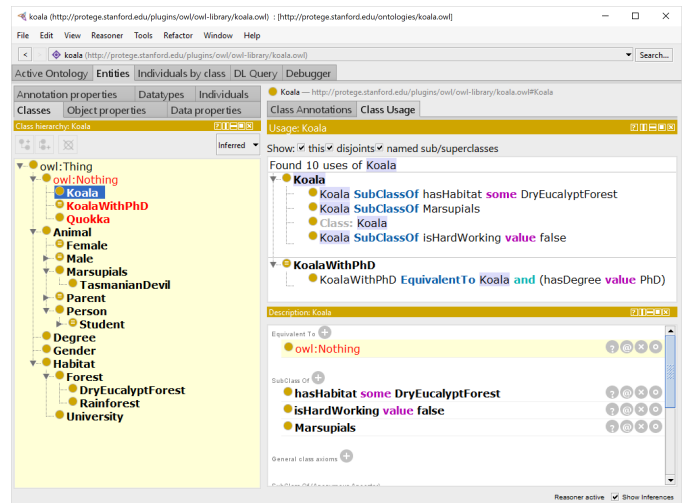 koala (http://protege.stanford.edu/plugins/owl/owl-library/koala.owl) : [http://protege.stanford.edu/ontologies/koala.owl]
File Edit View Reasoner Tools Refactor Window Help
< > koala (http://protege.stanford.edu/plugins/owl/owl-library/koala.owl) Search...
Active Ontology Entities Individuals by class DL Query Debugger
Annotation properties Datatypes Individuals
Classes Object properties Data properties
Class hierarchy: Koala
Inferred
owl:Thing
owl:Nothing
Koala
KoalaWithPhD
Quokka
Animal
Female
Male
Marsupials
TasmanianDevil
Parent
Person
Student
Degree
Gender
Habitat
Forest
DryEucalyptForest
Rainforest
University
Koala — http://protege.stanford.edu/plugins/owl/owl-library/koala.owl#Koala
Class Annotations Class Usage
Usage: Koala
Show: this disjoints named sub/superclasses
Found 10 uses of Koala
Koala
Koala SubClassOf hasHabitat some DryEucalyptForest
Koala SubClassOf Marsupials
Class: Koala
Koala SubClassOf isHardWorking value false
KoalaWithPhD
KoalaWithPhD EquivalentTo Koala and (hasDegree value PhD)
Description: Koala
Equivalent To
owl:Nothing
SubClass Of
hasHabitat some DryEucalyptForest
isHardWorking value false
Marsupials
General class axioms
SubClass Of (Anonymous Ancestor)
Reasoner active Show Inferences